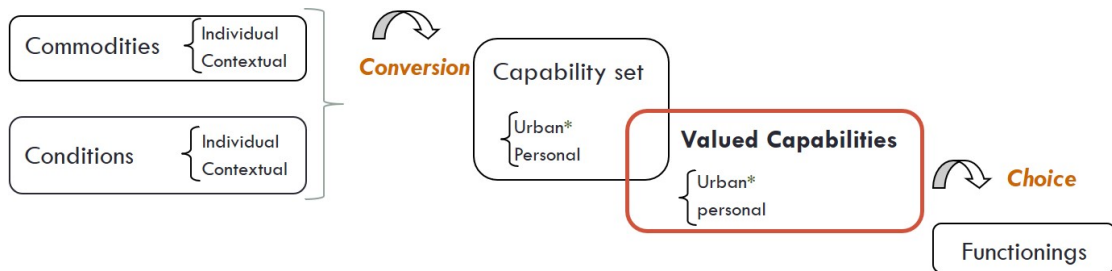 Commodities
Individual
Contextual
Conditions
Individual
Contextual
Conversion
Capability set
Urban*
Personal
Valued Capabilities
Urban*
personal
Choice
Functionings